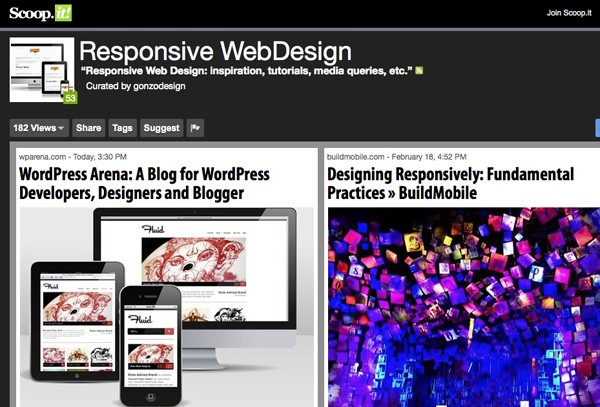 Scoop.it!
Join Scoop.it
Responsive WebDesign
“Responsive Web Design: inspiration, tutorials, media queries, etc.”
53
Curated by gonzodesign
182 Views
Share
Tags
Suggest
wparena.com - Today, 3:30 PM
WordPress Arena: A Blog for WordPress
Developers, Designers and Blogger
Fluid
Fluid
buildmobile.com - February 18, 4:52 PM
Designing Responsively: Fundamental
Practices » BuildMobile